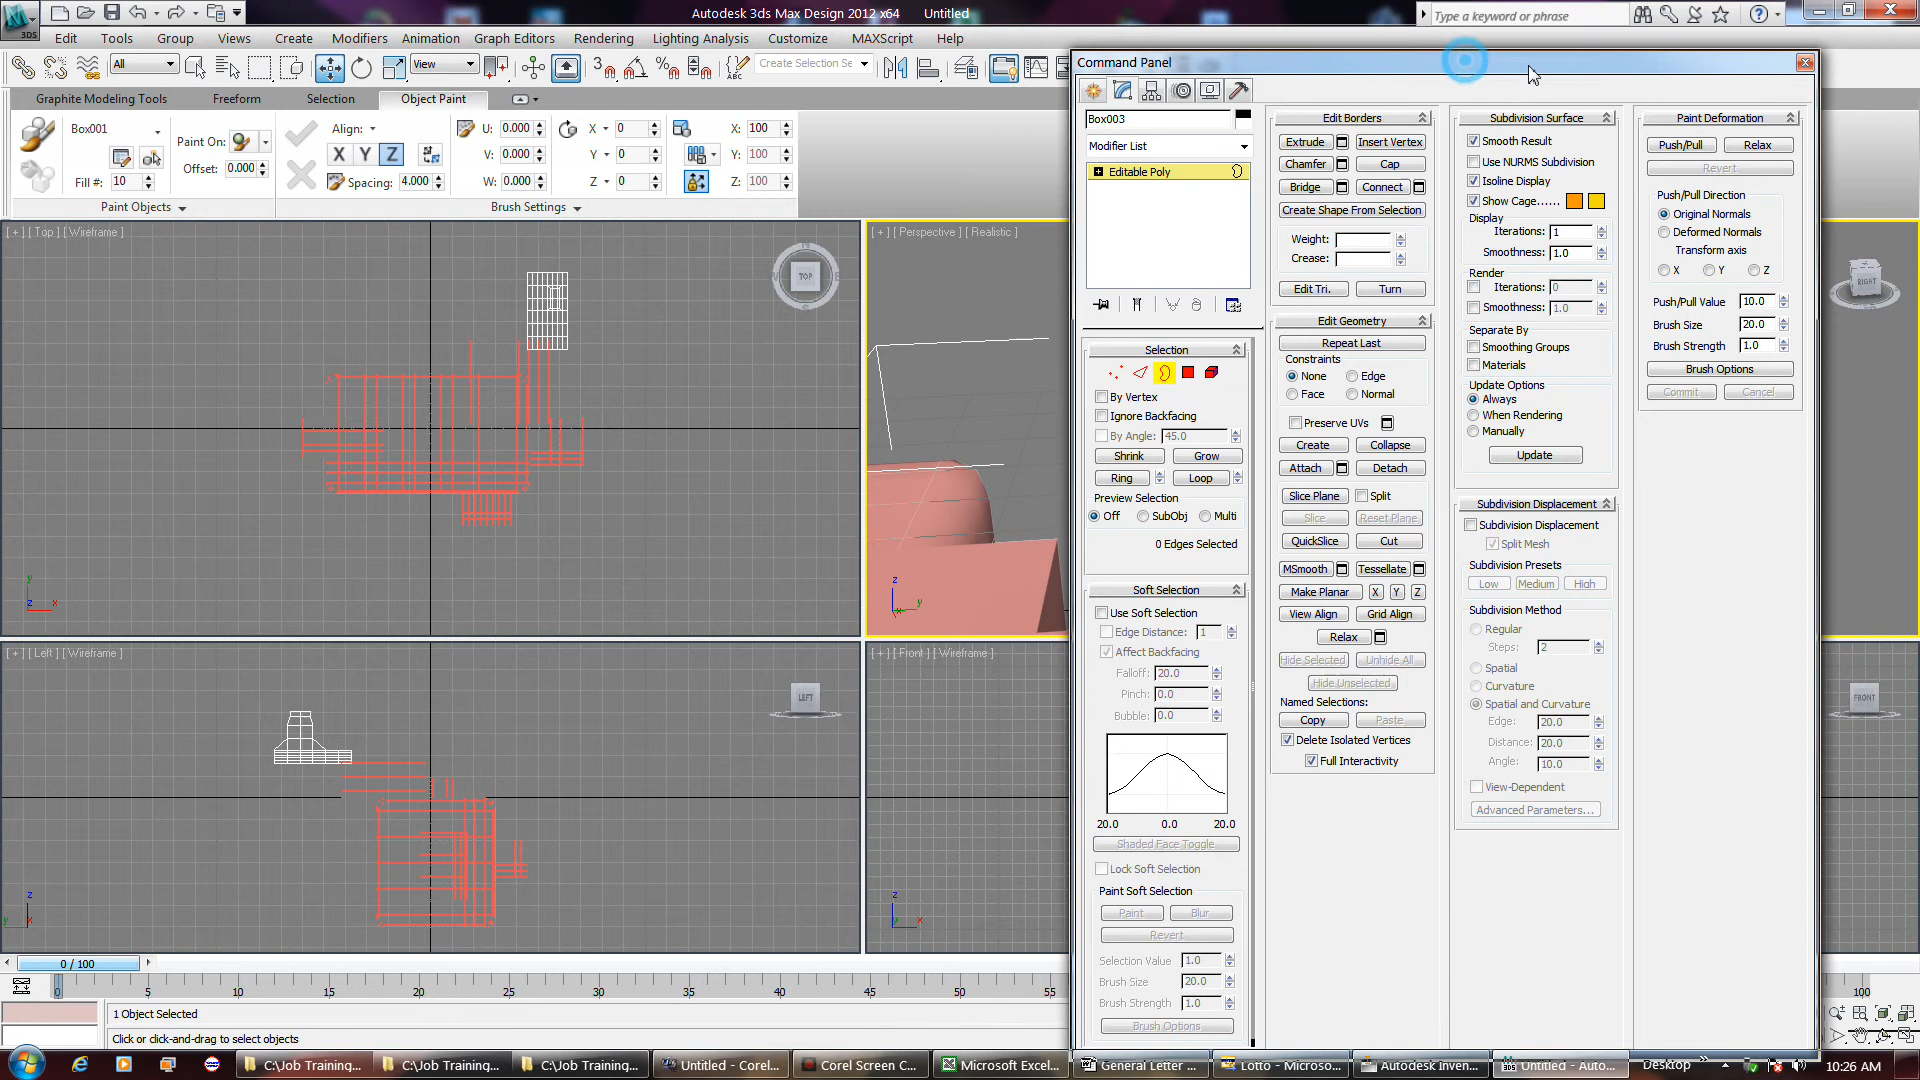 Autodesk 3ds Max Design 2012 x64 Untitled
Type a keyword or phrase
3DS
Edit Tools Group Views Create Modifiers Animation Graph Editors Rendering Lighting Analysis Customize MAXScript Help
All View Create Selection Se
Graphite Modeling Tools Freeform Selection Object Paint
Box001 Paint On: Align: U: 0.000 X 0 X: 100
Offset: 0.000 X Y Z V: 0.000 Y 0 Y: 100
Fill #: 10 Spacing: 4.000 W: 0.000 Z 0 Z: 100
Paint Objects Brush Settings
[ + ] [ Top ] [ Wireframe ]
TOP
[ + ] [ Perspective ] [ Realistic ]
RIGHT
[ + ] [ Left ] [ Wireframe ]
LEFT
[ + ] [ Front ] [ Wireframe ]
FRONT
Command Panel
Box003
Modifier List
Editable Poly
Selection
By Vertex
Ignore Backfacing
By Angle: 45.0
Shrink Grow
Ring Loop
Preview Selection
Off SubObj Multi
0 Edges Selected
Soft Selection
Use Soft Selection
Edge Distance: 1
Affect Backfacing
Falloff: 20.0
Pinch: 0.0
Bubble: 0.0
20.0 0.0 20.0
Shaded Face Toggle
Lock Soft Selection
Paint Soft Selection
Paint Blur
Revert
Selection Value 1.0
Brush Size 20.0
Brush Strength 1.0
Brush Options
Edit Borders
Extrude Insert Vertex
Chamfer Cap
Bridge Connect
Create Shape From Selection
Weight:
Crease:
Edit Tri. Turn
Edit Geometry
Repeat Last
Constraints
None Edge
Face Normal
Preserve UVs
Create Collapse
Attach Detach
Slice Plane Split
Slice Reset Plane
QuickSlice Cut
MSmooth Tessellate
Make Planar X Y Z
View Align Grid Align
Relax
Hide Selected Unhide All
Hide Unselected
Named Selections:
Copy Paste
Delete Isolated Vertices
Full Interactivity
Subdivision Surface
Smooth Result
Use NURMS Subdivision
Isoline Display
Show Cage......
Display
Iterations: 1
Smoothness: 1.0
Render
Iterations: 0
Smoothness: 1.0
Separate By
Smoothing Groups
Materials
Update Options
Always
When Rendering
Manually
Update
Subdivision Displacement
Subdivision Displacement
Split Mesh
Subdivision Presets
Low Medium High
Subdivision Method
Regular
Steps: 2
Spatial
Curvature
Spatial and Curvature
Edge: 20.0
Distance: 20.0
Angle: 10.0
View-Dependent
Advanced Parameters...
Paint Deformation
Push/Pull Relax
Revert
Push/Pull Direction
Original Normals
Deformed Normals
Transform axis
X Y Z
Push/Pull Value 10.0
Brush Size 20.0
Brush Strength 1.0
Brush Options
Commit Cancel
0 / 100
0 5 10 15 20 25 30 35 40 45 50 55 100
1 Object Selected
Click or click-and-drag to select objects
C:\Job Training... C:\Job Training... C:\Job Training... Untitled - Corel... Corel Screen C... Microsoft Excel... General Letter ... Lotto - Microso... Autodesk Inven... Untitled - Auto... Desktop 10:26 AM